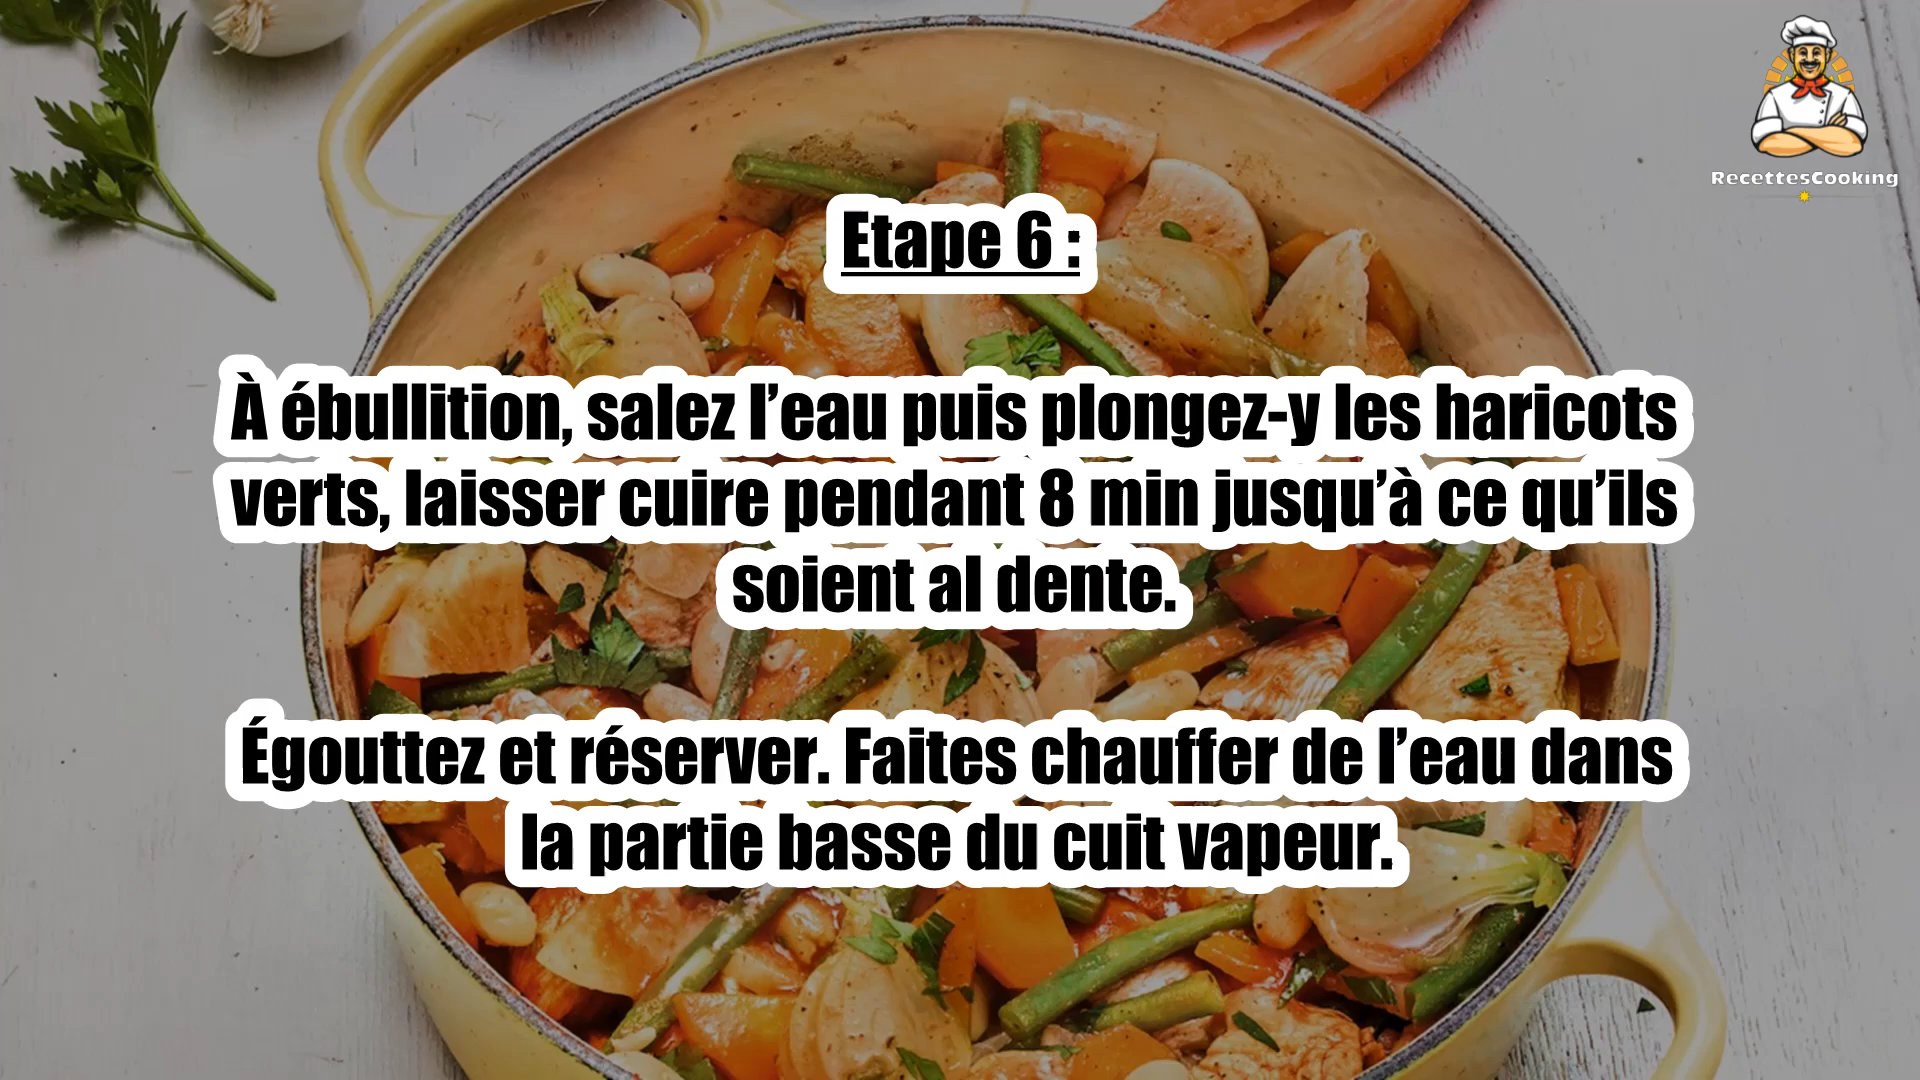 RecettesCooking
Etape 6 :
À ébullition, salez l’eau puis plongez-y les haricots
verts, laisser cuire pendant 8 min jusqu’à ce qu’ils
soient al dente.
Égouttez et réserver. Faites chauffer de l’eau dans
la partie basse du cuit vapeur.